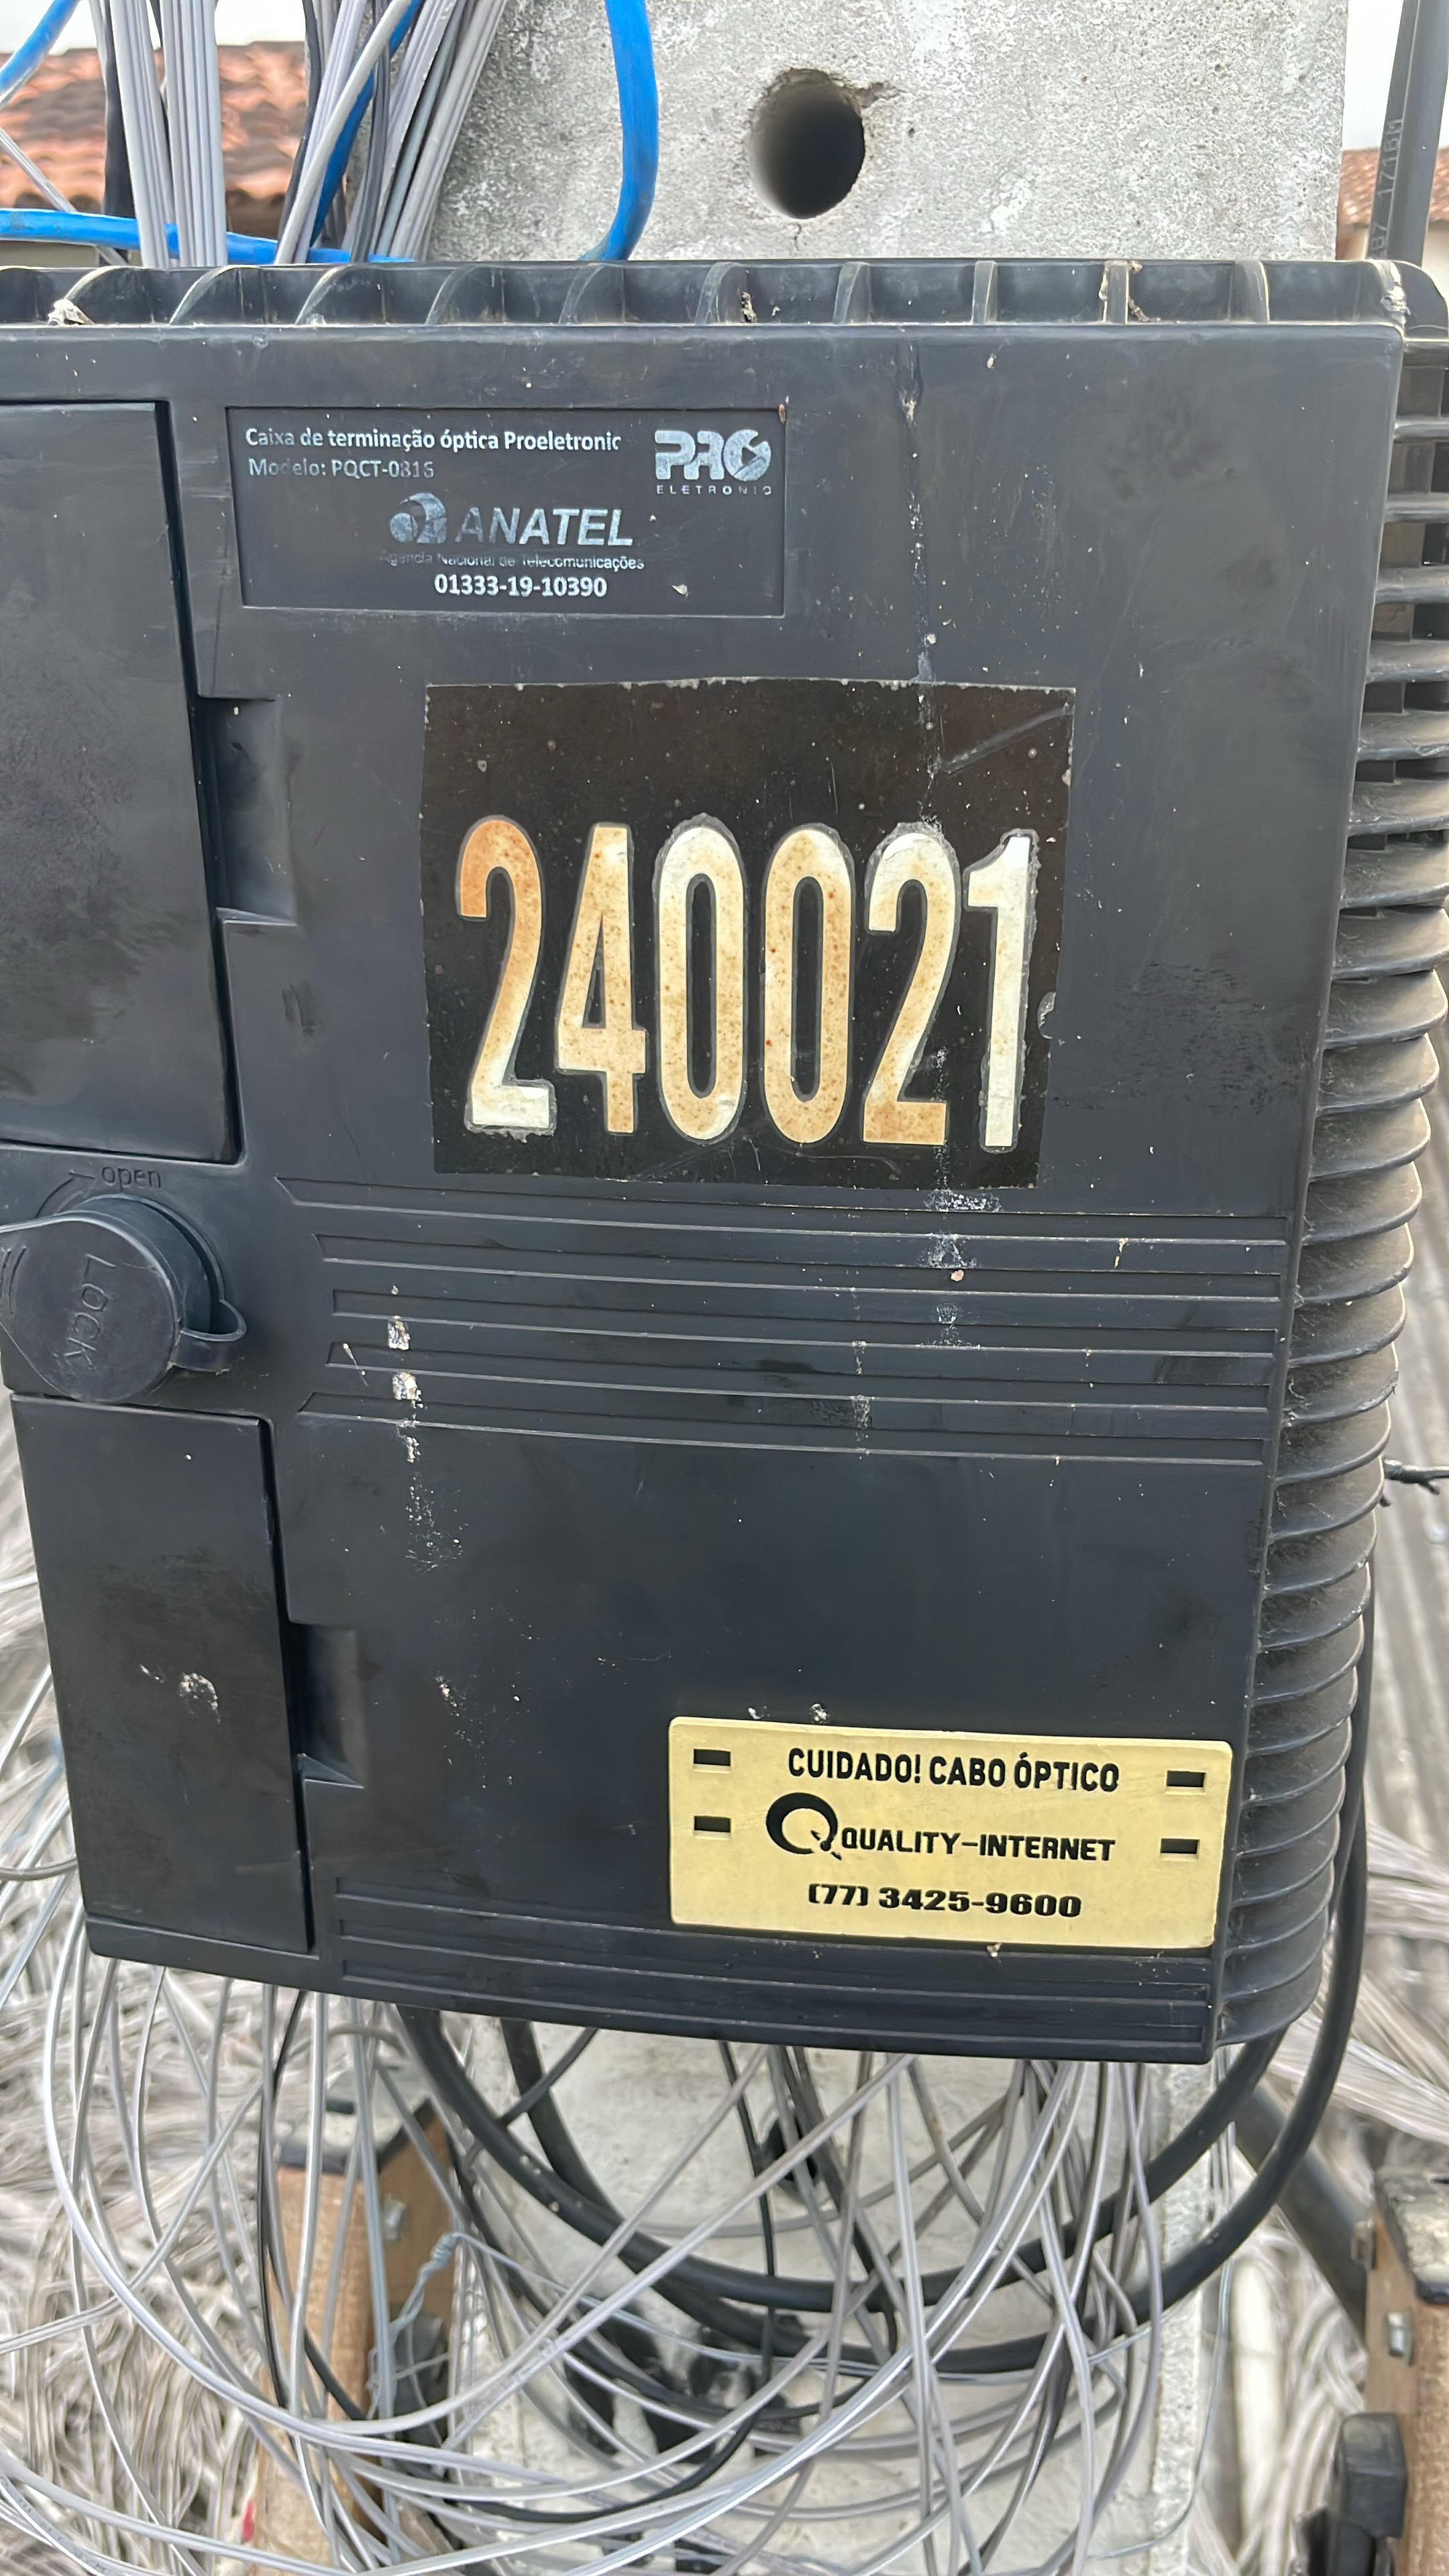 Caixa de terminação óptica Proeletronic
Modelo: PQCT-0816
PRO
ELETRONIC
ANATEL
Agência Nacional de Telecomunicações
01333-19-10390
240021
open
LOCK
CUIDADO! CABO ÓPTICO
QUALITY-INTERNET
(77) 3425-9600